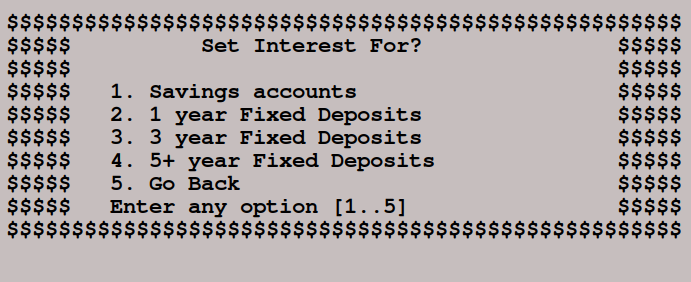 $$$$$$$$$$$$$$$$$$$$$$$$$$$$$$$$$$$$$$$$$$$$$$$$$$$$
$$$$$          Set Interest For?               $$$$$
$$$$$                                          $$$$$
$$$$$   1. Savings accounts                    $$$$$
$$$$$   2. 1 year Fixed Deposits               $$$$$
$$$$$   3. 3 year Fixed Deposits               $$$$$
$$$$$   4. 5+ year Fixed Deposits              $$$$$
$$$$$   5. Go Back                             $$$$$
$$$$$   Enter any option [1..5]                $$$$$
$$$$$$$$$$$$$$$$$$$$$$$$$$$$$$$$$$$$$$$$$$$$$$$$$$$$